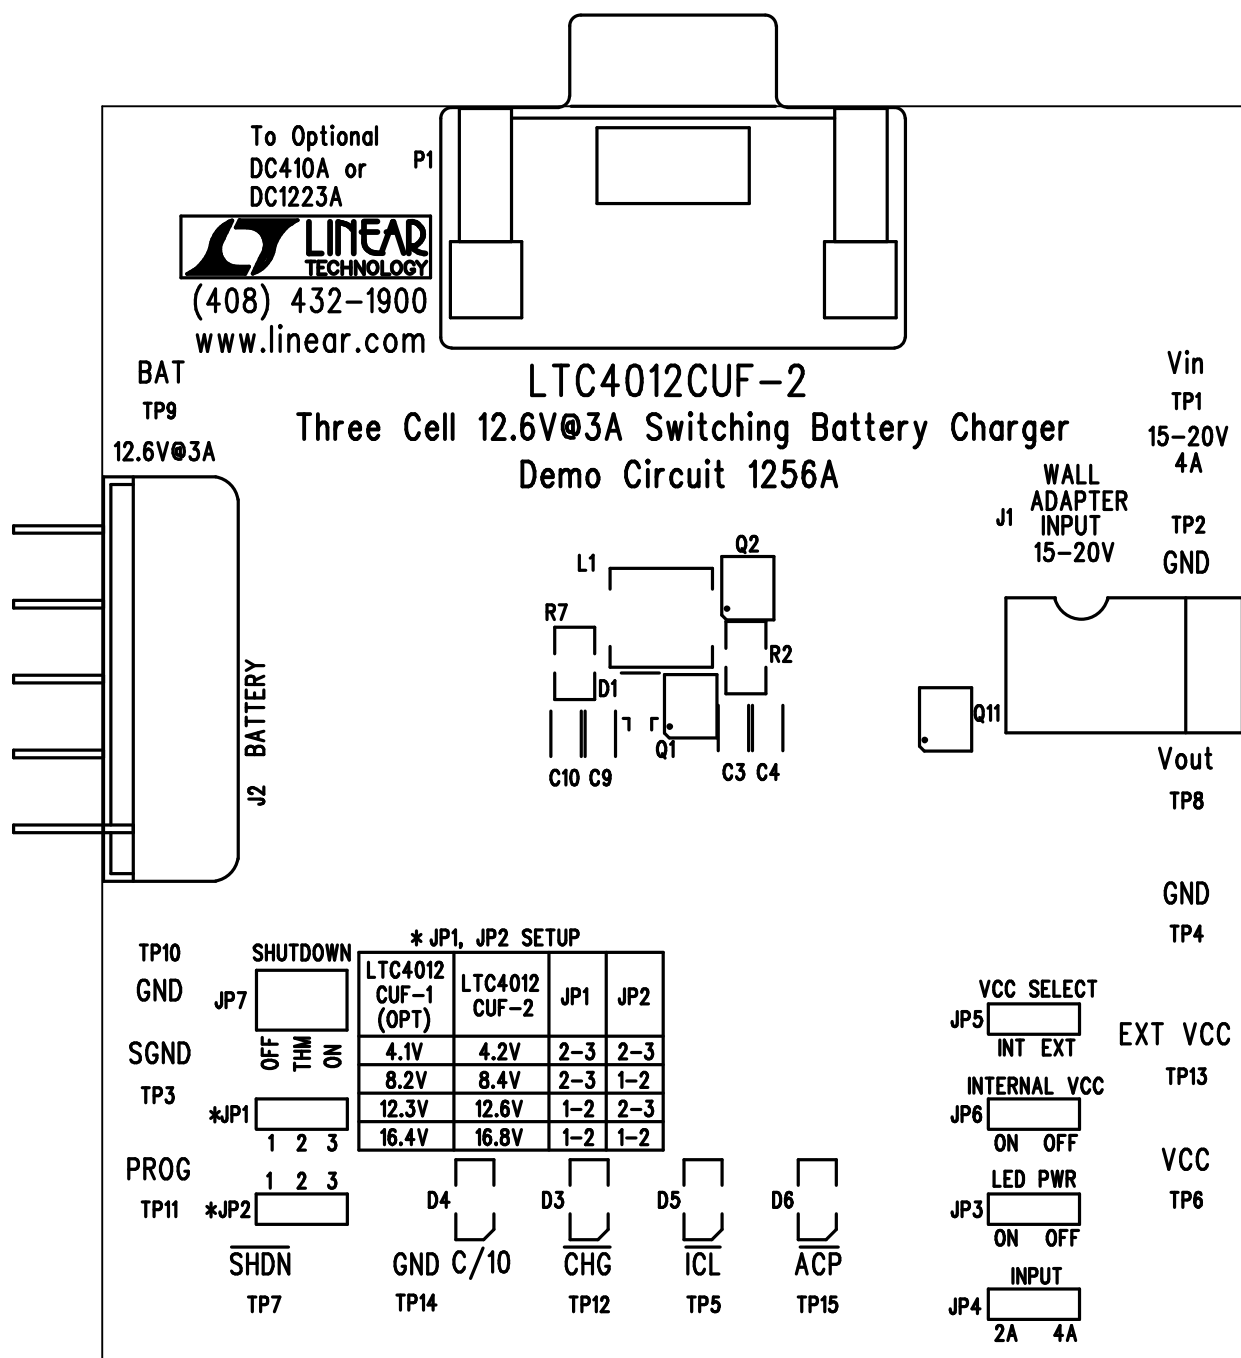 To Optional
DC410A or
DC1223A
P1
LINEAR
TECHNOLOGY
(408) 432-1900
www.linear.com
LTC4012CUF-2
Three Cell 12.6V@3A Switching Battery Charger
Demo Circuit 1256A
BAT
TP9
12.6V@3A
Vin
TP1
15-20V
4A
WALL
ADAPTER
INPUT
15-20V
J1
TP2
GND
L1
Q2
R7
R2
D1
Q1
C10
C9
C3
C4
Q11
J2 BATTERY
Vout
TP8
GND
TP4
TP10
GND
SGND
TP3
SHUTDOWN
JP7
OFF
THM
ON
*JP1
1 2 3
PROG
TP11
1 2 3
*JP2
* JP1, JP2 SETUP
LTC4012 CUF-1 (OPT) LTC4012 CUF-2 JP1 JP2
4.1V 4.2V 2-3 2-3
8.2V 8.4V 2-3 1-2
12.3V 12.6V 1-2 2-3
16.4V 16.8V 1-2 1-2
D4
D3
D5
D6
SHDN
TP7
GND
TP14
C/10
CHG
TP12
ICL
TP5
ACP
TP15
VCC SELECT
JP5
INT EXT
EXT VCC
TP13
INTERNAL VCC
JP6
ON OFF
VCC
TP6
LED PWR
JP3
ON OFF
INPUT
JP4
2A 4A